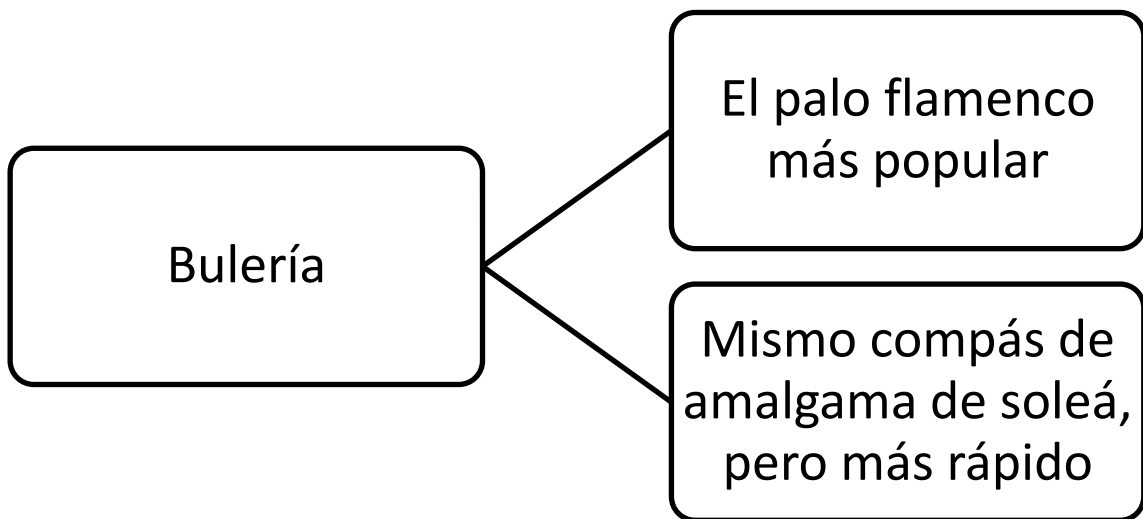 Bulería
El palo flamenco
más popular
Mismo compás de
amalgama de soleá,
pero más rápido